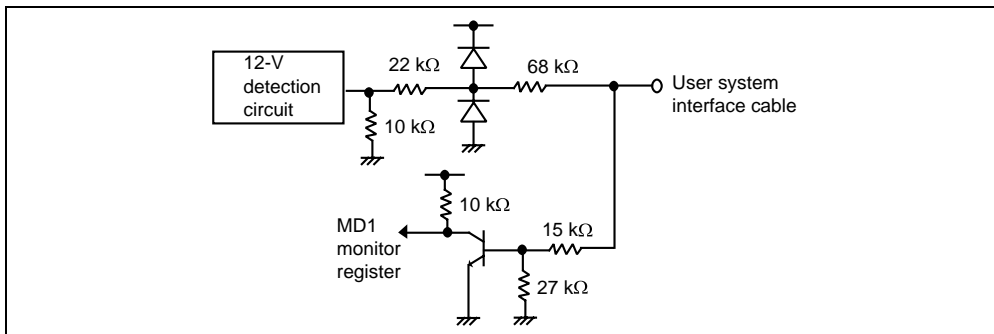 12-V
detection
circuit
22 kΩ
68 kΩ
User system
interface cable
10 kΩ
10 kΩ
MD1
monitor
register
15 kΩ
27 kΩ